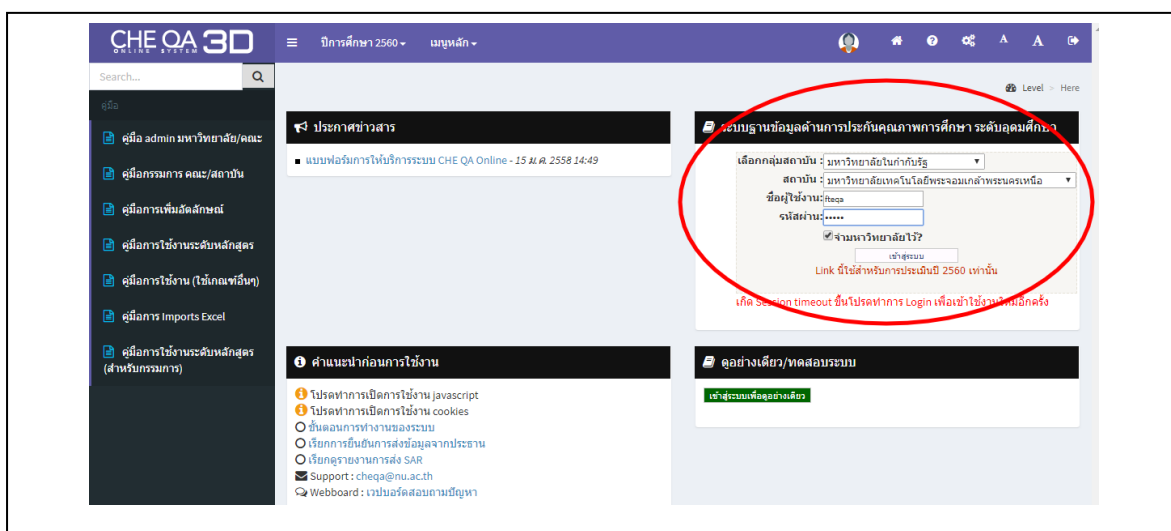 CHE QA 3D
ONLINE SYSTEM
ปีการศึกษา 2560
เมนูหลัก
A A
Search...
Level > Here
คู่มือ
คู่มือ admin มหาวิทยาลัย/คณะ
คู่มือกรรมการ คณะ/สถาบัน
คู่มือการเพิ่มอัตลักษณ์
คู่มือการใช้งานระดับหลักสูตร
คู่มือการใช้งาน (ใช้เกณฑ์อื่นๆ)
คู่มือการ Imports Excel
คู่มือการใช้งานระดับหลักสูตร
(สำหรับกรรมการ)
ประกาศข่าวสาร
แบบฟอร์มการให้บริการระบบ CHE QA Online - 15 ม.ค. 2558 14:49
ระบบฐานข้อมูลด้านการประกันคุณภาพการศึกษา ระดับอุดมศึกษา
เลือกกลุ่มสถาบัน : มหาวิทยาลัยในกำกับรัฐ
สถาบัน : มหาวิทยาลัยเทคโนโลยีพระจอมเกล้าพระนครเหนือ
ชื่อผู้ใช้งาน: fteqa
รหัสผ่าน: •••••
จำมหาวิทยาลัยไว้?
เข้าสู่ระบบ
Link นี้ใช้สำหรับการประเมินปี 2560 เท่านั้น
เกิด Session timeout ขึ้นโปรดทำการ Login เพื่อเข้าใช้งานใหม่อีกครั้ง
คำแนะนำก่อนการใช้งาน
โปรดทำการเปิดการใช้งาน javascript
โปรดทำการเปิดการใช้งาน cookies
ขั้นตอนการทำงานของระบบ
เรียกการยืนยันการส่งข้อมูลจากประธาน
เรียกดูรายงานการส่ง SAR
Support : cheqa@nu.ac.th
Webboard : เวปบอร์ดสอบถามปัญหา
ดูอย่างเดียว/ทดสอบระบบ
เข้าสู่ระบบเพื่อดูอย่างเดียว